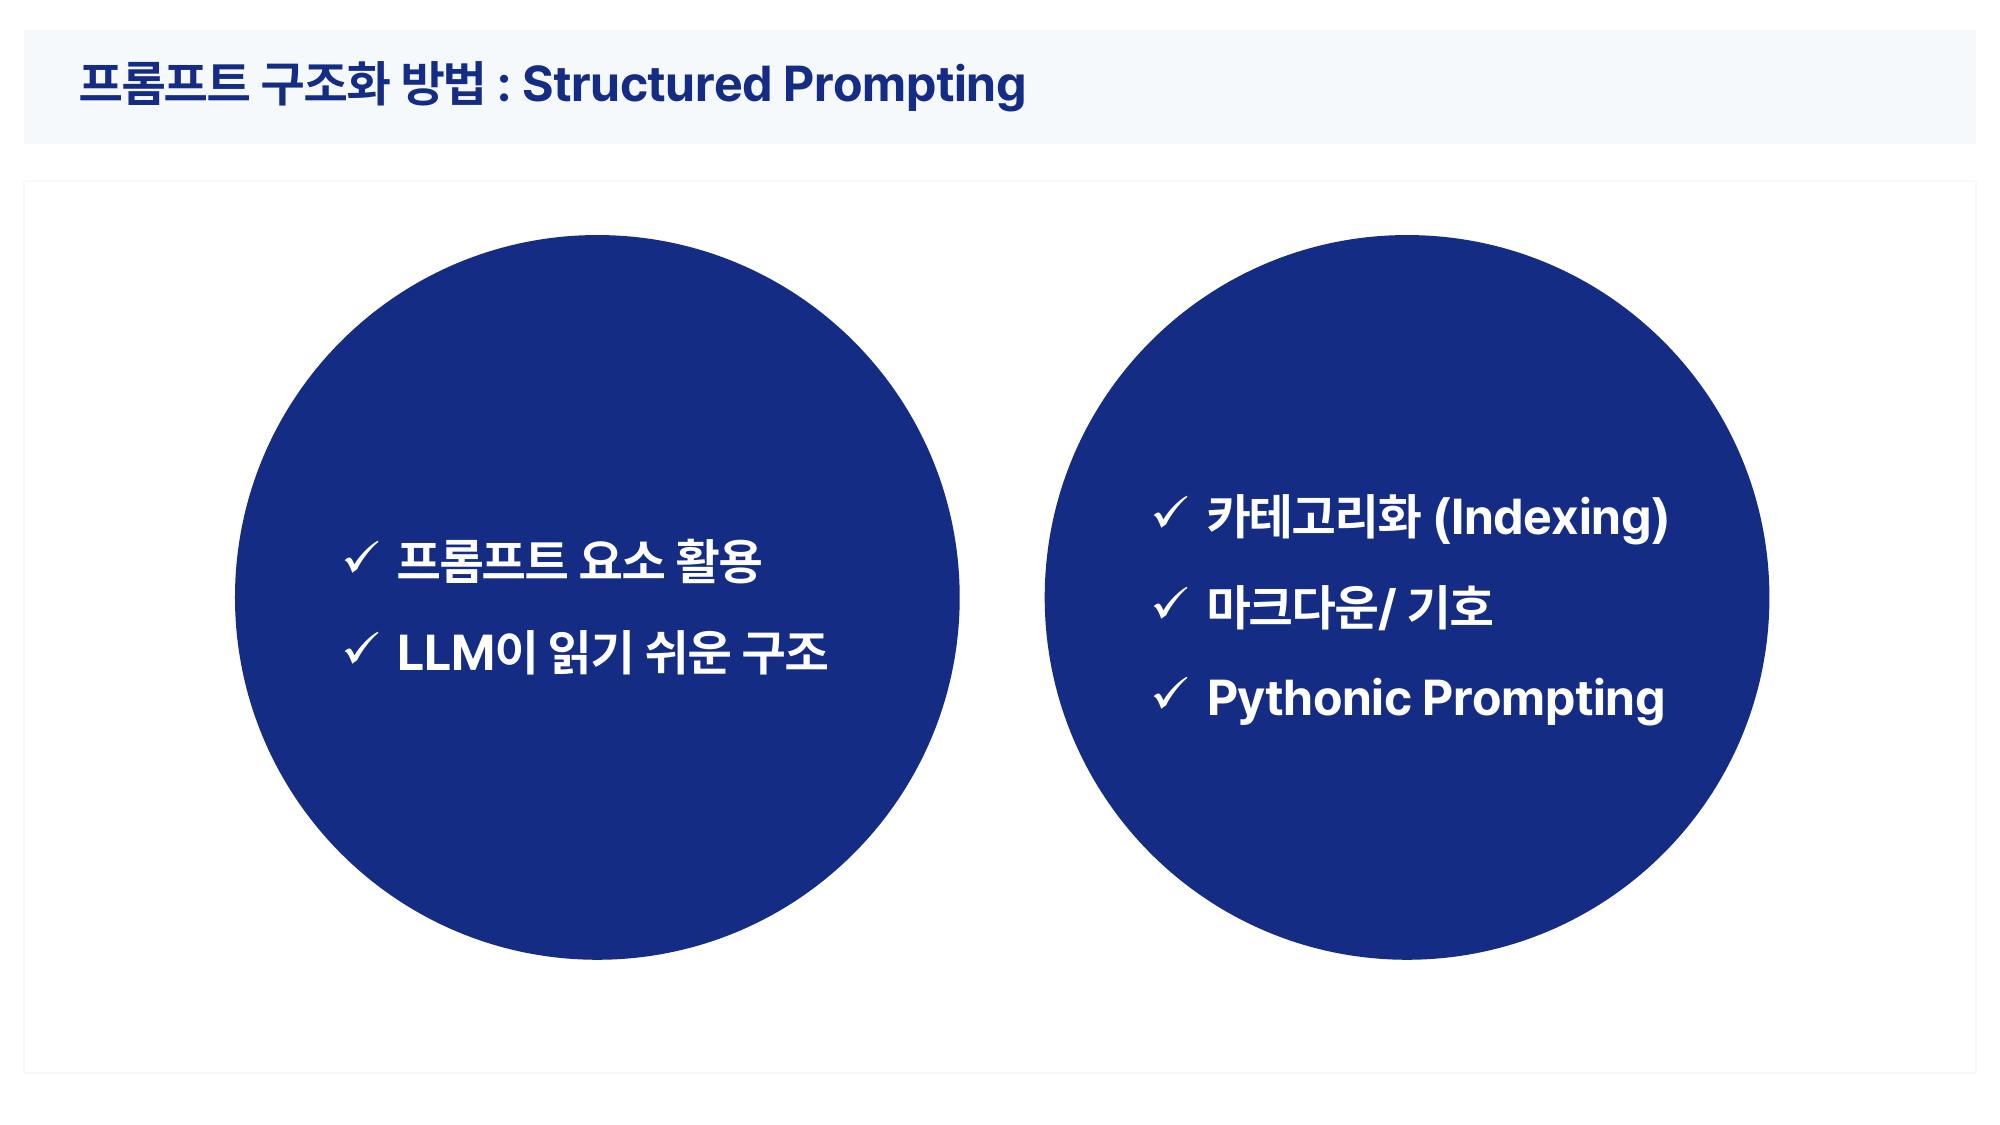 프롬프트 구조화 방법 : Structured Prompting
✓ 프롬프트 요소 활용
✓ LLM이 읽기 쉬운 구조
✓ 카테고리화 (Indexing)
✓ 마크다운/ 기호
✓ Pythonic Prompting